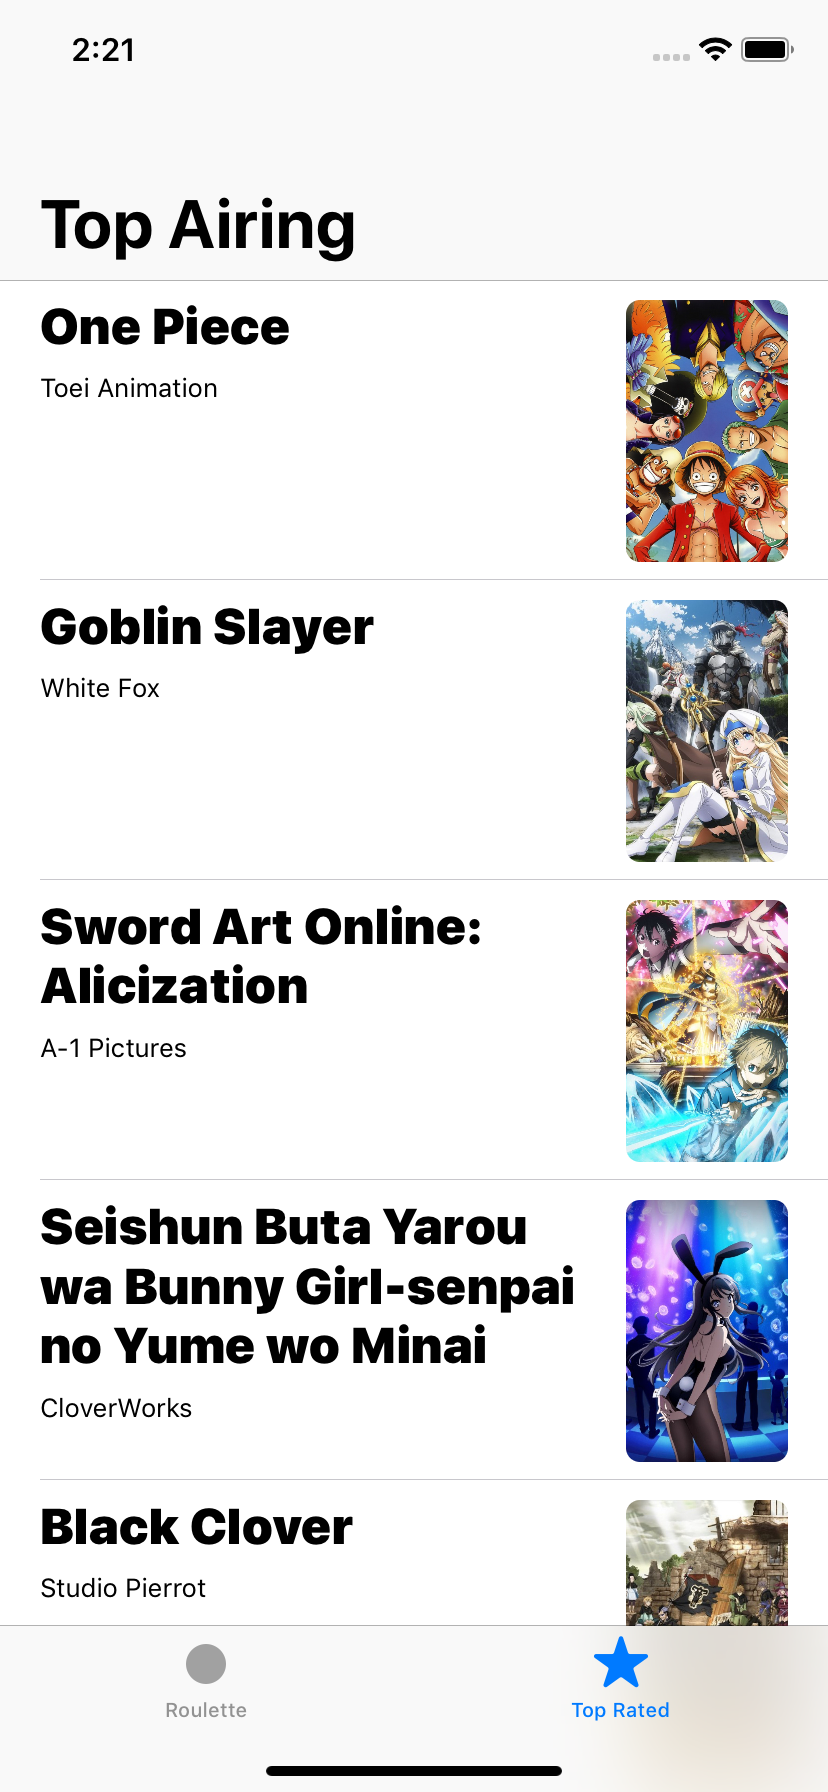 2:21
Top Airing
One Piece
Toei Animation
Goblin Slayer
White Fox
Sword Art Online:
Alicization
A-1 Pictures
Seishun Buta Yarou
wa Bunny Girl-senpai
no Yume wo Minai
CloverWorks
Black Clover
Studio Pierrot
Roulette
Top Rated